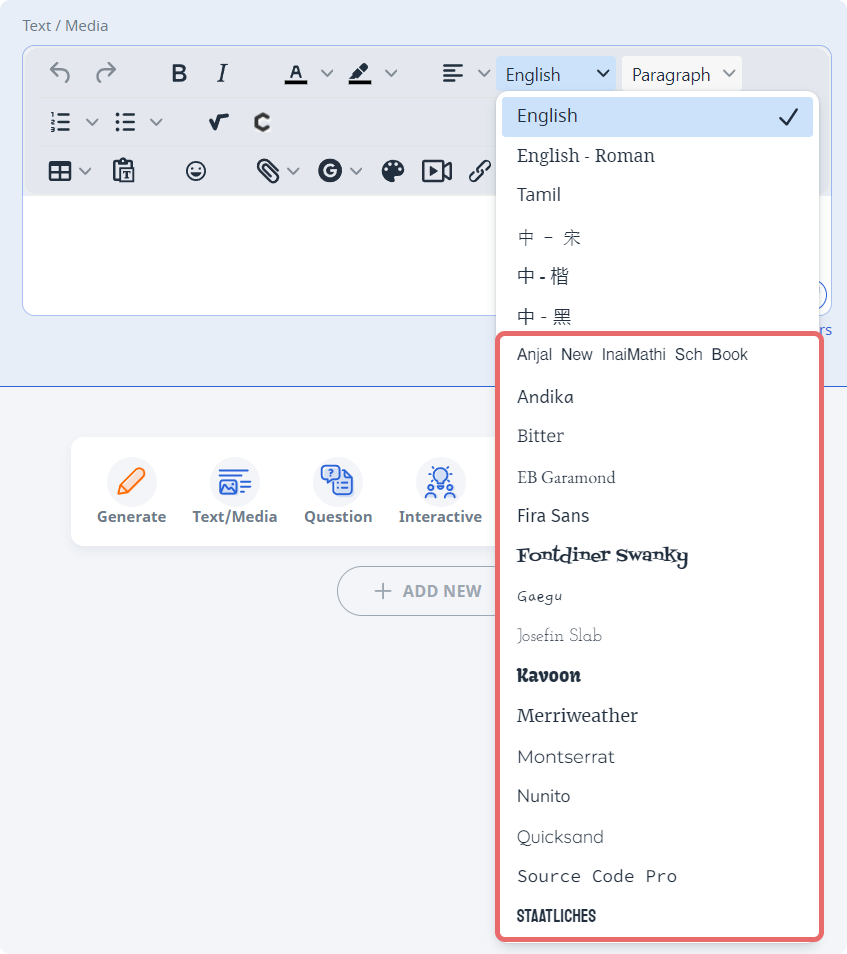 Text / Media
B I A English Paragraph
English
English - Roman
Tamil
中 - 宋
中 - 楷
中 - 黑
rs
Anjal New InaiMathi Sch Book
Andika
Bitter
EB Garamond
Fira Sans
Fontdiner Swanky
Gaegu
Josefin Slab
Kavoon
Merriweather
Montserrat
Nunito
Quicksand
Source Code Pro
STAATLICHES
Generate Text/Media Question Interactive
ADD NEW